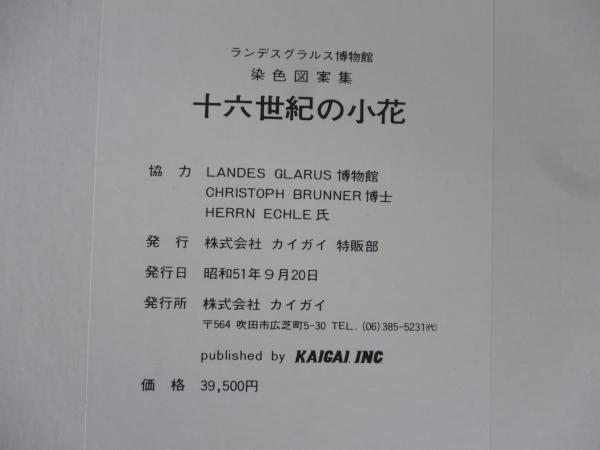 ランデスグラルス博物館
染色図案集
十六世紀の小花
協力 LANDES GLARUS 博物館
CHRISTOPH BRUNNER 博士
HERRN ECHLE 氏
発行 株式会社 カイガイ 特販部
発行日 昭和51年9月20日
発行所 株式会社 カイガイ
〒564 吹田市広芝町5-30 TEL. (06)385-5231㈹
published by KAIGAI. INC
価格 39,500円